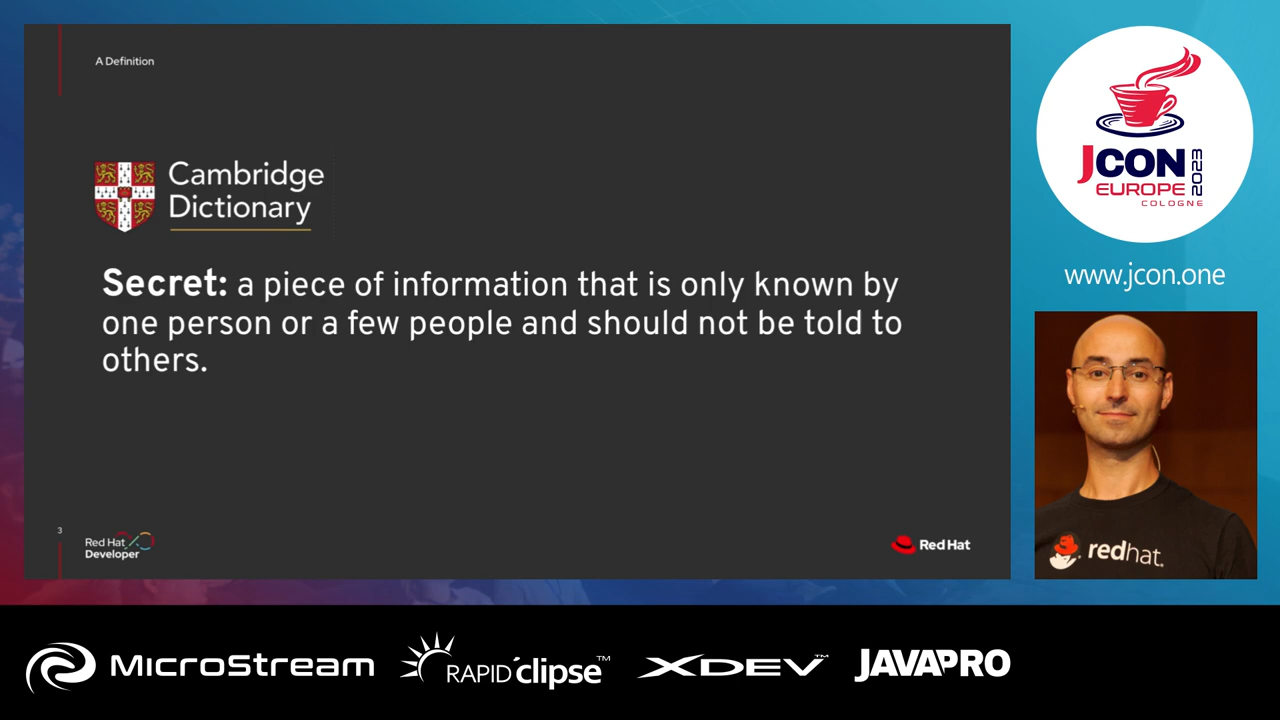 A Definition
Cambridge
Dictionary
Secret: a piece of information that is only known by
one person or a few people and should not be told to
others.
3
Red Hat
Developer
Red Hat
JCON
EUROPE
2023
COLOGNE
www.jcon.one
redhat.
MicroStream
RAPIDclipse™
XDEV™
JAVAPRO